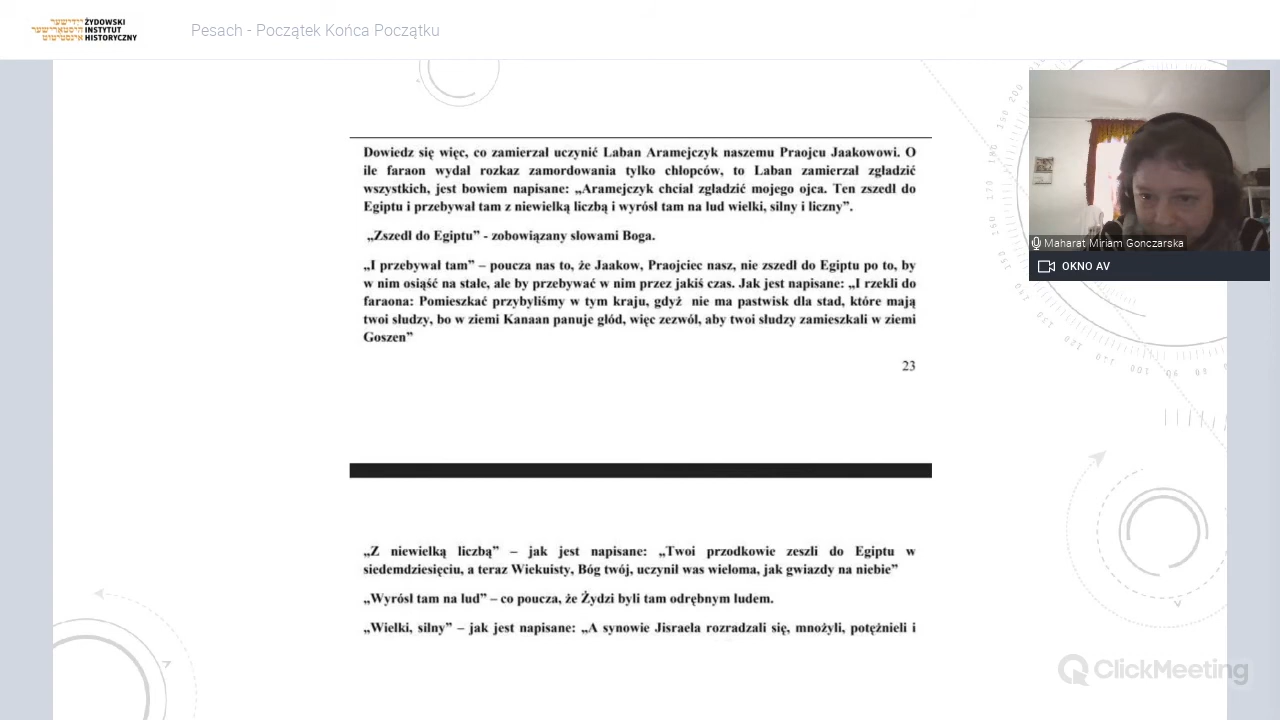 ייִדישער
היסטאָרישער
אינסטיטוט
ŻYDOWSKI
INSTYTUT
HISTORYCZNY
Pesach - Początek Końca Początku
Dowiedz się więc, co zamierzał uczynić Laban Aramejczyk naszemu Praojcu Jaakowowi. O
ile faraon wydał rozkaz zamordowania tylko chłopców, to Laban zamierzał zgładzić
wszystkich, jest bowiem napisane: „Aramejczyk chciał zgładzić mojego ojca. Ten zszedł do
Egiptu i przebywał tam z niewielką liczbą i wyrósł tam na lud wielki, silny i liczny”.
„Zszedł do Egiptu” - zobowiązany słowami Boga.
„I przebywał tam” – poucza nas to, że Jaakow, Praojciec nasz, nie zszedł do Egiptu po to, by
w nim osiąść na stałe, ale by przebywać w nim przez jakiś czas. Jak jest napisane: „I rzekli do
faraona: Pomieszkać przybyliśmy w tym kraju, gdyż nie ma pastwisk dla stad, które mają
twoi słudzy, bo w ziemi Kanaan panuje głód, więc zezwól, aby twoi słudzy zamieszkali w ziemi
Goszen”
23
„Z niewielką liczbą” – jak jest napisane: „Twoi przodkowie zeszli do Egiptu w
siedemdziesięciu, a teraz Wiekuisty, Bóg twój, uczynił was wieloma, jak gwiazdy na niebie”
„Wyrósł tam na lud” – co poucza, że Żydzi byli tam odrębnym ludem.
„Wielki, silny” – jak jest napisane: „A synowie Jisraela rozradzali się, mnożyli, potężnieli i
Maharat Miriam Gonczarska
OKNO AV
ClickMeeting